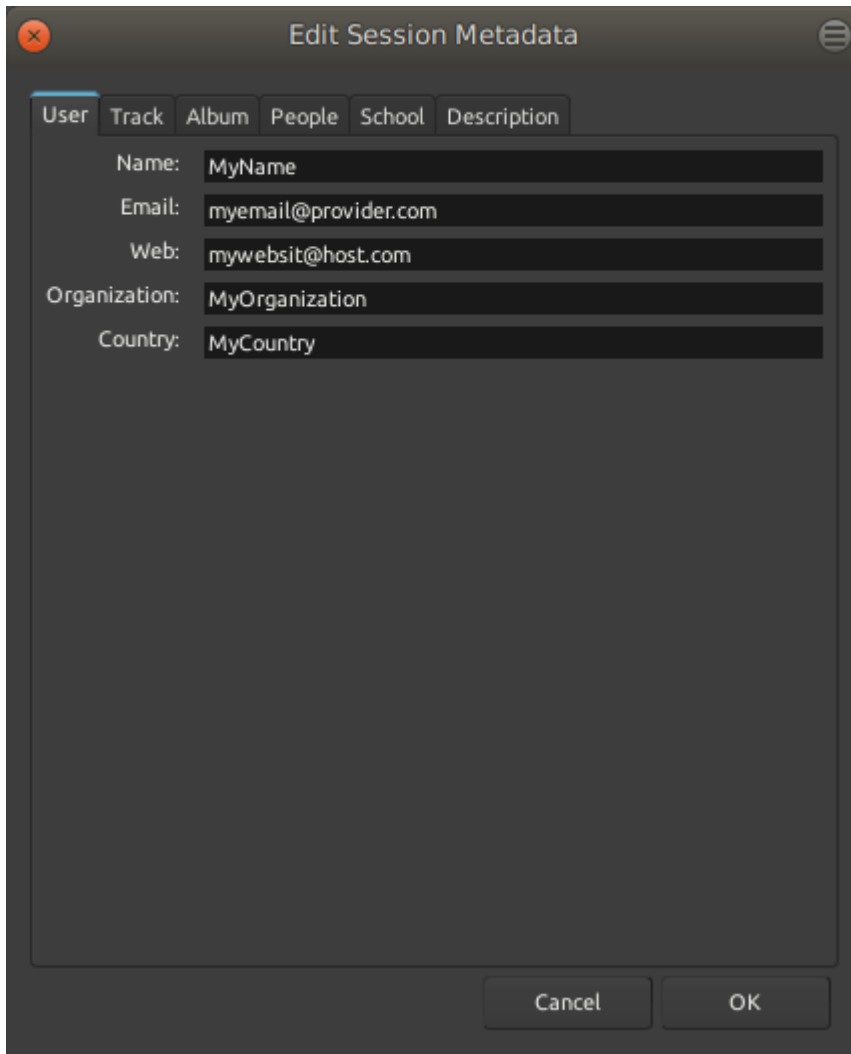 Edit Session Metadata
User Track Album People School Description
Name: MyName
Email: myemail@provider.com
Web: mywebsit@host.com
Organization: MyOrganization
Country: MyCountry
Cancel OK